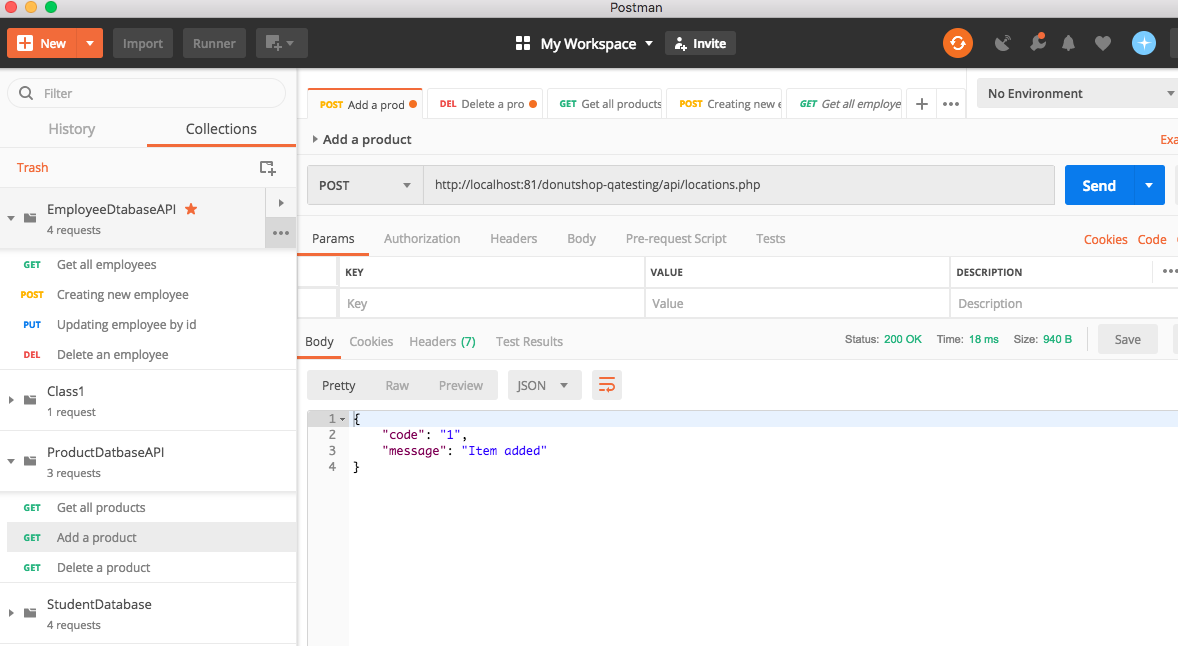 Postman
New Import Runner My Workspace Invite
Filter
History Collections
Trash
EmployeeDtabaseAPI
4 requests
GET Get all employees
POST Creating new employee
PUT Updating employee by id
DEL Delete an employee
Class1
1 request
ProductDatbaseAPI
3 requests
GET Get all products
GET Add a product
GET Delete a product
StudentDatabase
4 requests
POST Add a prod DEL Delete a pro GET Get all products POST Creating new e GET Get all employe No Environment
Add a product Exa
POST http://localhost:81/donutshop-qatesting/api/locations.php Send
Params Authorization Headers Body Pre-request Script Tests Cookies Code
KEY VALUE DESCRIPTION
Key Value Description
Body Cookies Headers (7) Test Results Status: 200 OK Time: 18 ms Size: 940 B Save
Pretty Raw Preview JSON
1 {
2 "code": "1",
3 "message": "Item added"
4 }